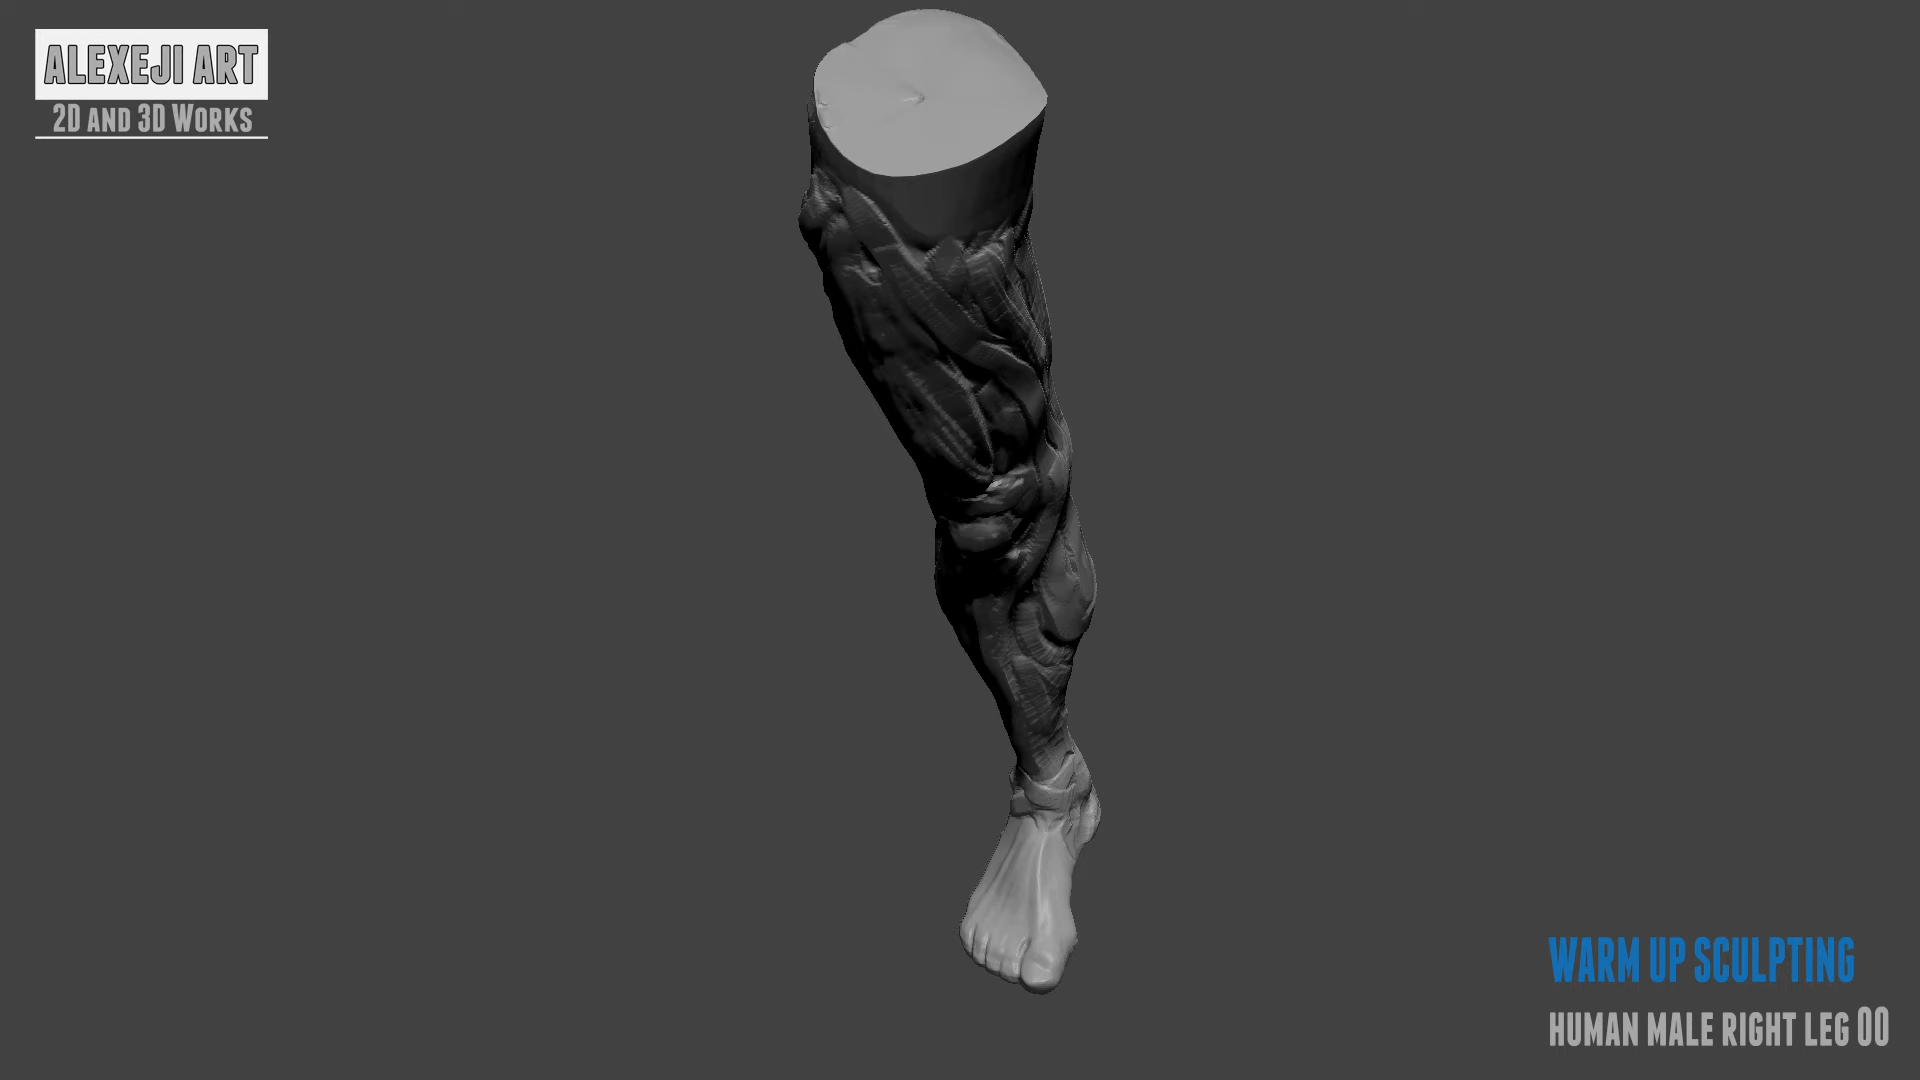 ALEXEJI ART
2D AND 3D WORKS
WARM UP SCULPTING
HUMAN MALE RIGHT LEG 00